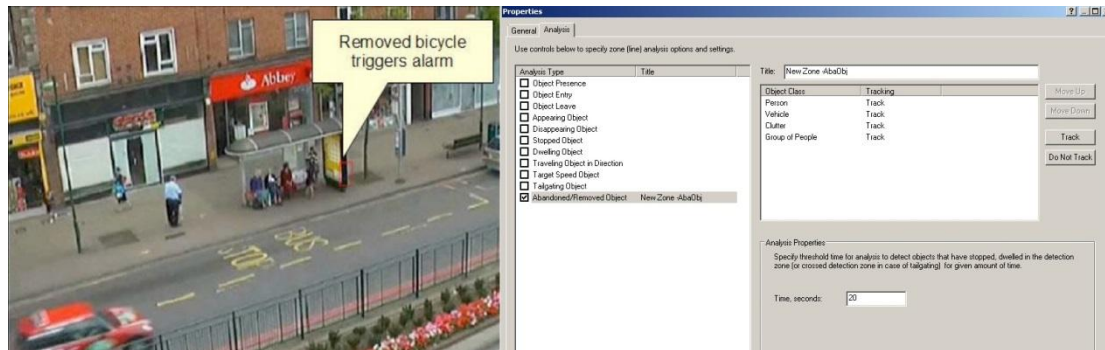 Removed bicycle
triggers alarm
Abbey
BUS
STOP
Properties
General
Analysis
Use controls below to specify zone (line) analysis options and settings.
Analysis Type
Title
Object Presence
Object Entry
Object Leave
Appearing Object
Disappearing Object
Stopped Object
Dwelling Object
Traveling Object in Direction
Target Speed Object
Tailgating Object
Abandoned/Removed Object
New Zone -AbaObj
Title:
New Zone -AbaObj
Object Class
Tracking
Person
Track
Vehicle
Track
Clutter
Track
Group of People
Track
Move Up
Move Down
Track
Do Not Track
Analysis Properties
Specify threshold time for analysis to detect objects that have stopped, dwelled in the detection
zone (or crossed detection zone in case of tailgating) for given amount of time.
Time, seconds:
20